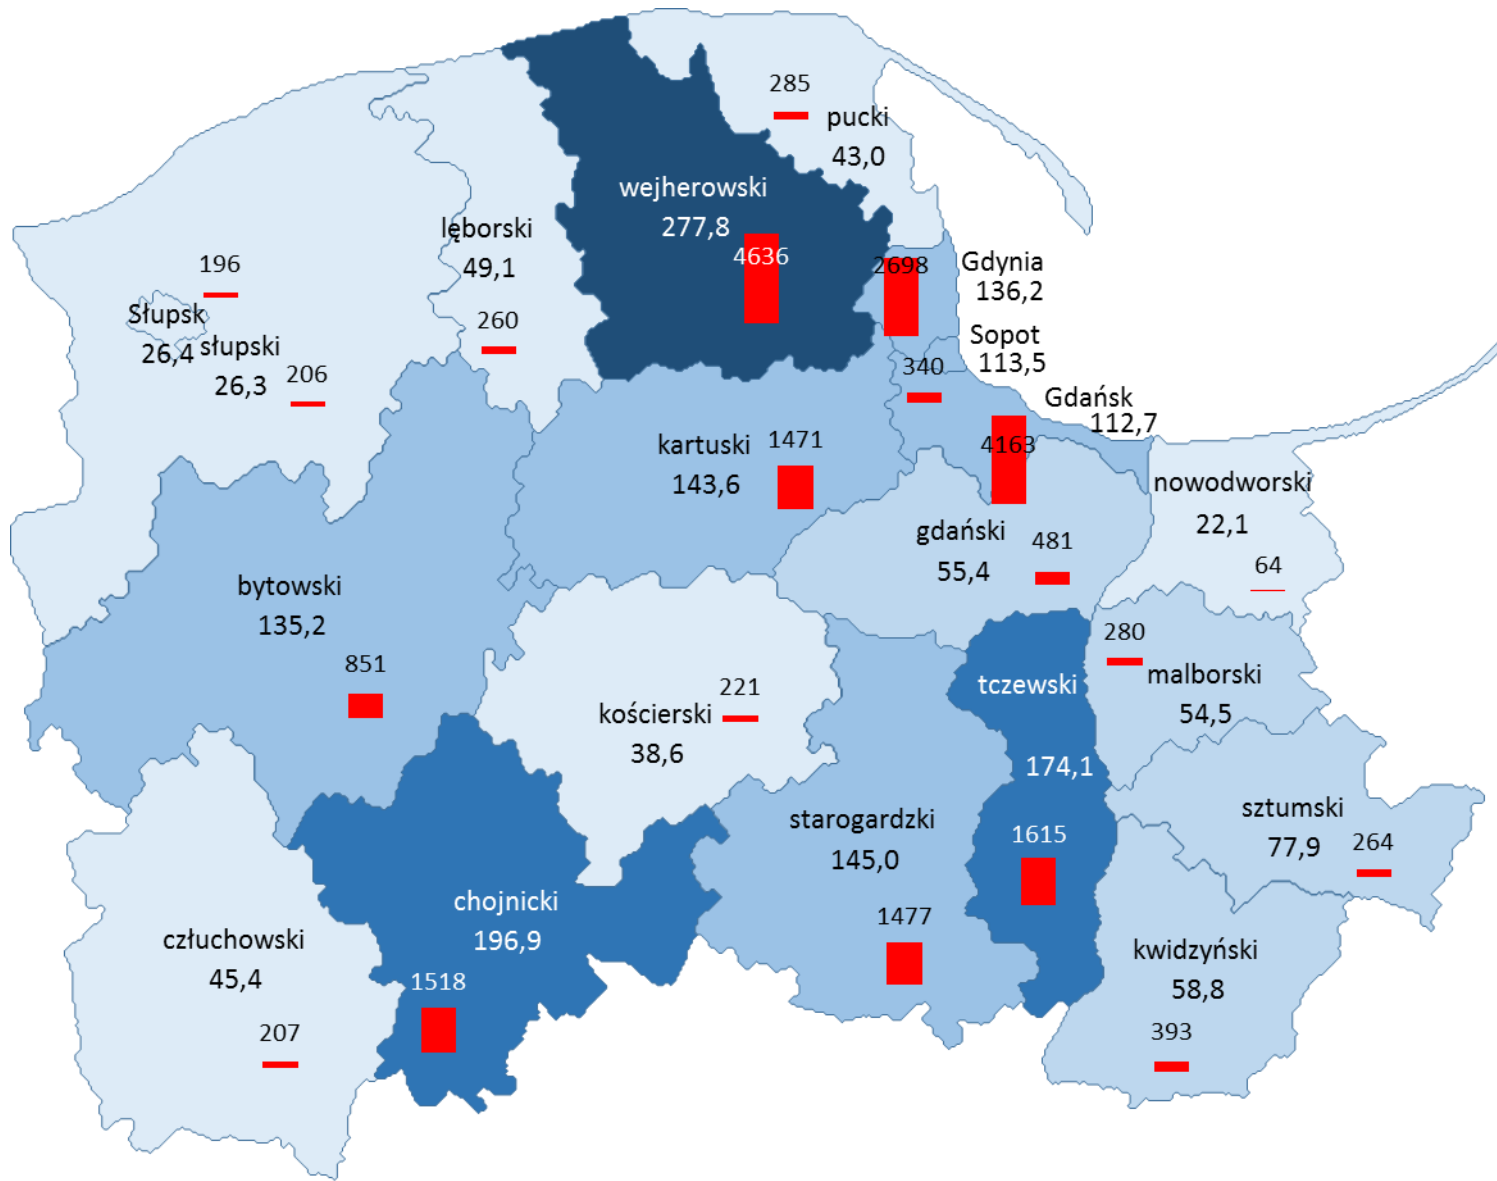 285
pucki
43,0
wejherowski
277,8
4636
lęborski
49,1
260
196
Słupsk
26,4
słupski
26,3
206
2698
Gdynia
136,2
Sopot
113,5
340
Gdańsk
112,7
4163
kartuski
143,6
1471
nowodworski
22,1
64
gdański
55,4
481
bytowski
135,2
851
280
malborski
54,5
tczewski
174,1
1615
221
kościerski
38,6
sztumski
77,9
264
starogardzki
145,0
1477
chojnicki
196,9
1518
człuchowski
45,4
207
kwidzyński
58,8
393